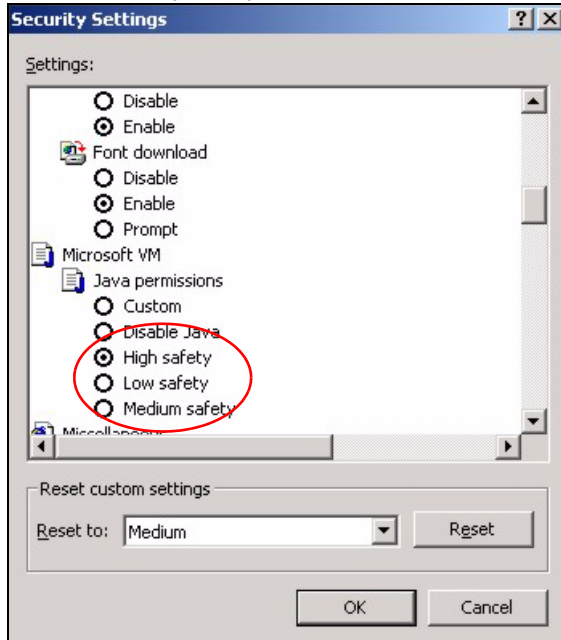 Security Settings
Settings:
Disable
Enable
Font download
Disable
Enable
Prompt
Microsoft VM
Java permissions
Custom
Disable Java
High safety
Low safety
Medium safety
Miscellaneous
Reset custom settings
Reset to: Medium Reset
OK Cancel